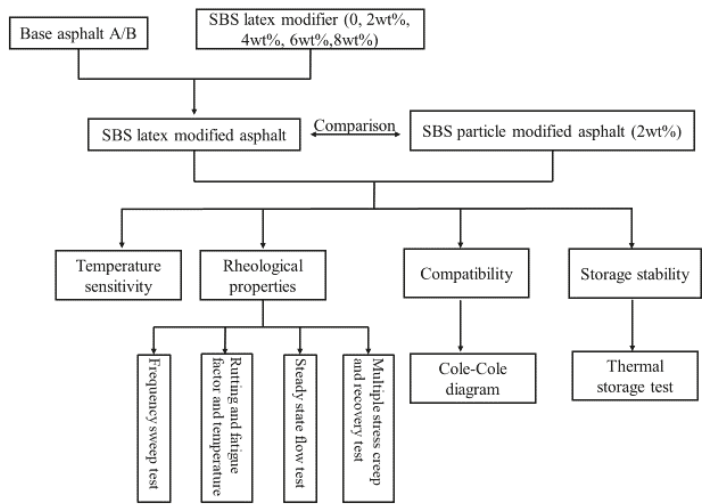 Base asphalt A/B
SBS latex modifier (0, 2wt%,
4wt%, 6wt%,8wt%)
SBS latex modified asphalt
Comparison
SBS particle modified asphalt (2wt%)
Temperature
sensitivity
Rheological
properties
Compatibility
Storage stability
Frequency sweep test
Rutting and fatigue
factor and temperature
Steady state flow test
Multiple stress creep
and recovery test
Cole-Cole
diagram
Thermal
storage test